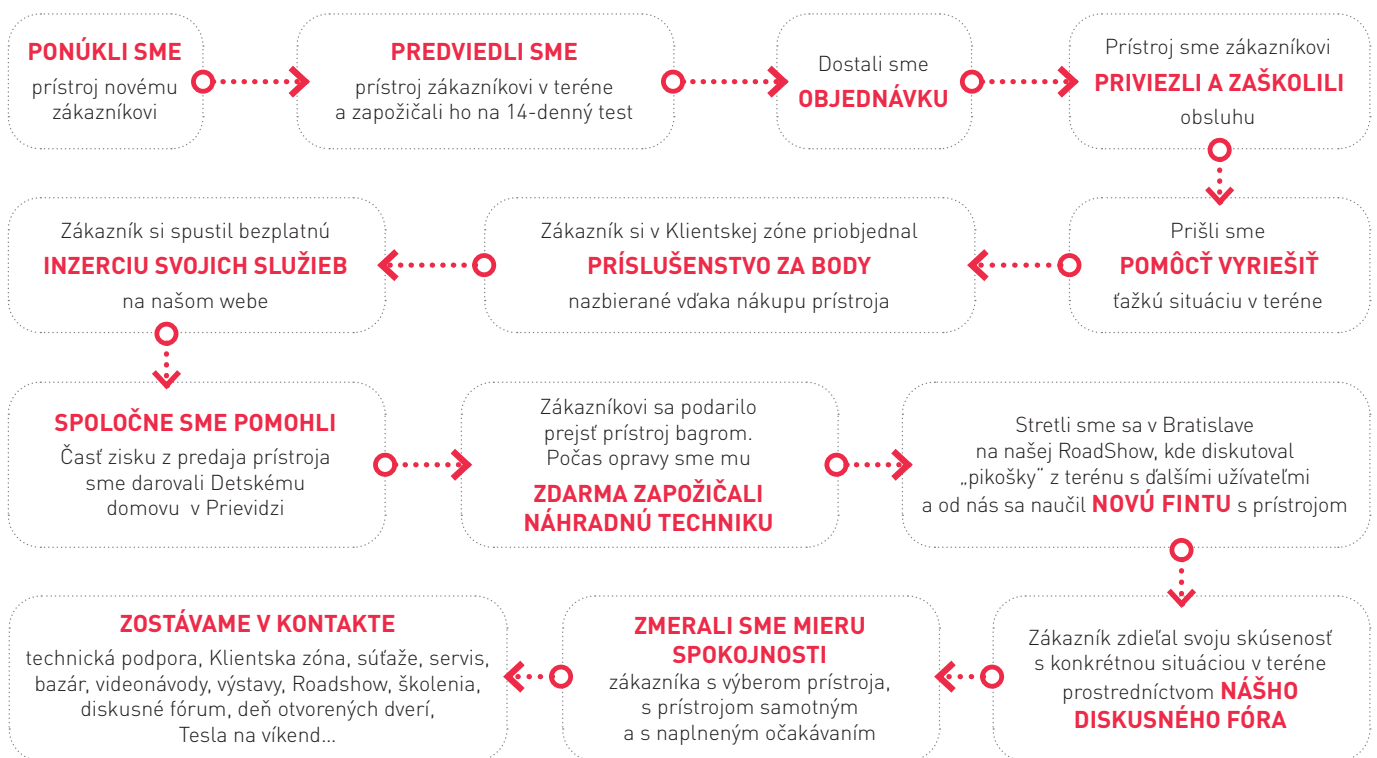 PONÚKLI SME
prístroj novému
zákazníkovi
PREDVIEDLI SME
prístroj zákazníkovi v teréne
a zapožičali ho na 14-denný test
Dostali sme
OBJEDNÁVKU
Prístroj sme zákazníkovi
PRIVIEZLI A ZAŠKOLILI
obsluhu
Prišli sme
POMÔCŤ VYRIEŠIŤ
ťažkú situáciu v teréne
Zákazník si v Klientskej zóne priobjednal
PRÍSLUŠENSTVO ZA BODY
nazbierané vďaka nákupu prístroja
Zákazník si spustil bezplatnú
INZERCIU SVOJICH SLUŽIEB
na našom webe
SPOLOČNE SME POMOHLI
Časť zisku z predaja prístroja
sme darovali Detskému
domovu v Prievidzi
Zákazníkovi sa podarilo
prejsť prístroj bagrom.
Počas opravy sme mu
ZDARMA ZAPOŽIČALI
NÁHRADNÚ TECHNIKU
Stretli sme sa v Bratislave
na našej RoadShow, kde diskutoval
„pikošky“ z terénu s ďalšími užívateľmi
a od nás sa naučil NOVÚ FINTU s prístrojom
Zákazník zdieľal svoju skúsenosť
s konkrétnou situáciou v teréne
prostredníctvom NÁŠHO
DISKUSNÉHO FÓRA
ZMERALI SME MIERU
SPOKOJNOSTI
zákazníka s výberom prístroja,
s prístrojom samotným
a s naplneným očakávaním
ZOSTÁVAME V KONTAKTE
technická podpora, Klientska zóna, súťaže, servis,
bazár, videonávody, výstavy, Roadshow, školenia,
diskusné fórum, deň otvorených dverí,
Tesla na víkend…